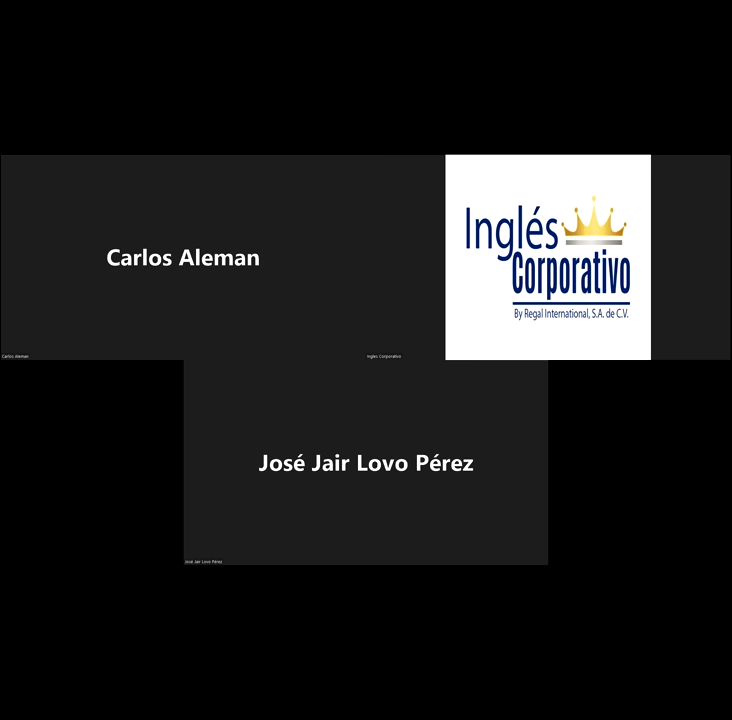 Carlos Aleman
Inglés
Corporativo
By Regal International, S.A. de C.V.
Carlos Aleman
Ingles Corporativo
José Jair Lovo Pérez
José Jair Lovo Pérez